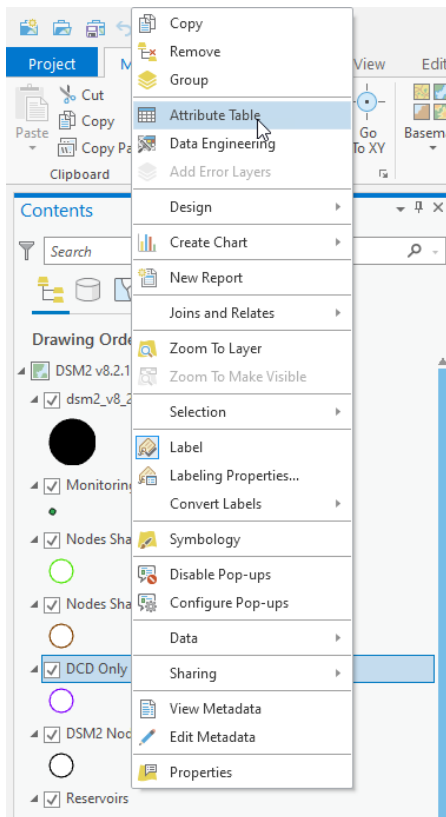 Project
M
View
Edit
Cut
Copy
Copy Pa
Paste
Clipboard
Go
To XY
Basem
Contents
Search
Drawing Orde
DSM2 v8.2.1
dsm2_v8_2
Monitoring
Nodes Sha
Nodes Sha
DCD Only
DSM2 Nod
Reservoirs
Copy
Remove
Group
Attribute Table
Data Engineering
Add Error Layers
Design
Create Chart
New Report
Joins and Relates
Zoom To Layer
Zoom To Make Visible
Selection
Label
Labeling Properties...
Convert Labels
Symbology
Disable Pop-ups
Configure Pop-ups
Data
Sharing
View Metadata
Edit Metadata
Properties